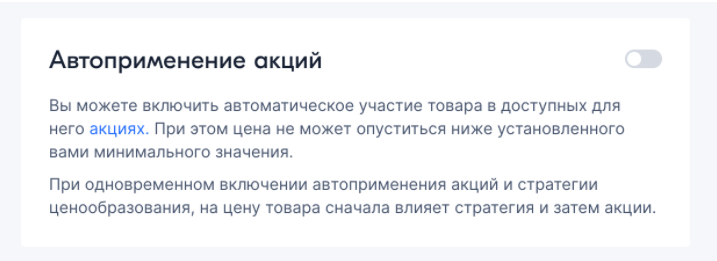 Автоприменение акций
Вы можете включить автоматическое участие товара в доступных для
него акциях. При этом цена не может опуститься ниже установленного
вами минимального значения.
При одновременном включении автоприменения акций и стратегии
ценообразования, на цену товара сначала влияет стратегия и затем акции.